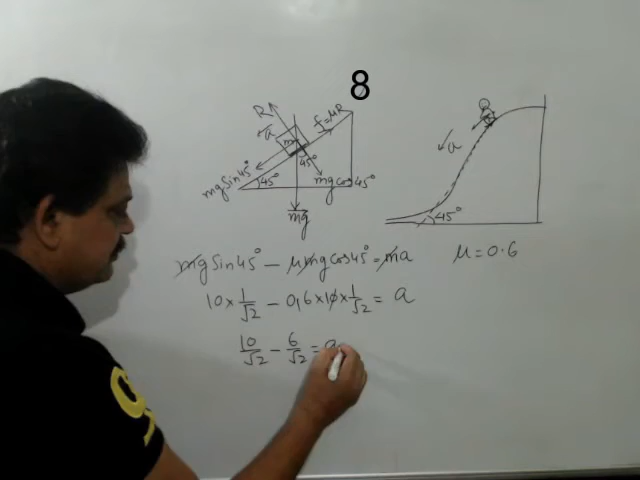 8
R
a
f=μR
m
45°
mg Sin45°
45°
mg cos45°
mg
a
45°
mg Sin45° - μmg cos45° = ma
μ = 0.6
10 × 1/√2 - 0,6 × 10 × 1/√2 = a
10/√2 - 6/√2 = a